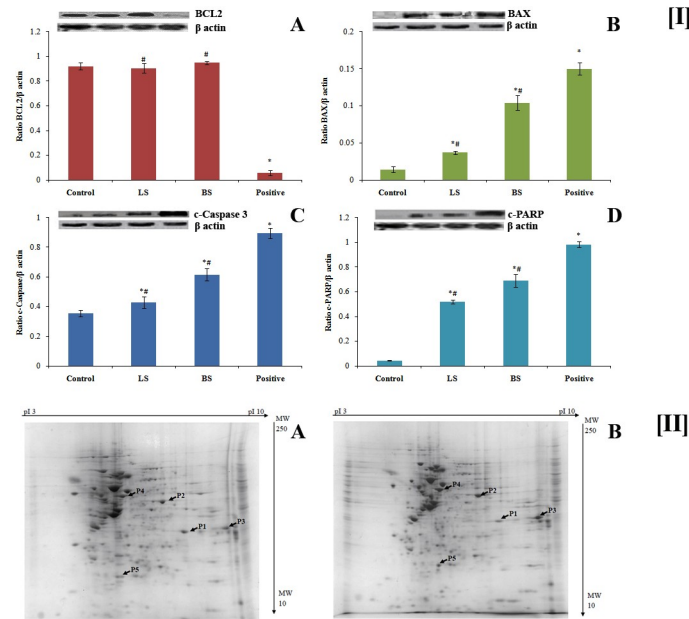 BCL2
β actin
A
[I]
Ratio BCL2/β actin
1.2
1
0.8
0.6
0.4
0.2
0
#
#
*
Control LS BS Positive
BAX
β actin
B
Ratio BAX/β actin
0.2
0.15
0.1
0.05
0
*#
*#
*
Control LS BS Positive
c-Caspase 3
β actin
C
Ratio c-Caspase/β actin
1
0.8
0.6
0.4
0.2
0
*#
*#
*
Control LS BS Positive
c-PARP
β actin
D
Ratio c-PARP/β actin
1.2
1
0.8
0.6
0.4
0.2
0
*#
*#
*
Control LS BS Positive
pI 3 pI 10
MW
250
A
P4
P2
P1
P3
P5
MW
10
pI 3 pI 10
MW
250
B
[II]
P4
P2
P1
P3
P5
MW
10